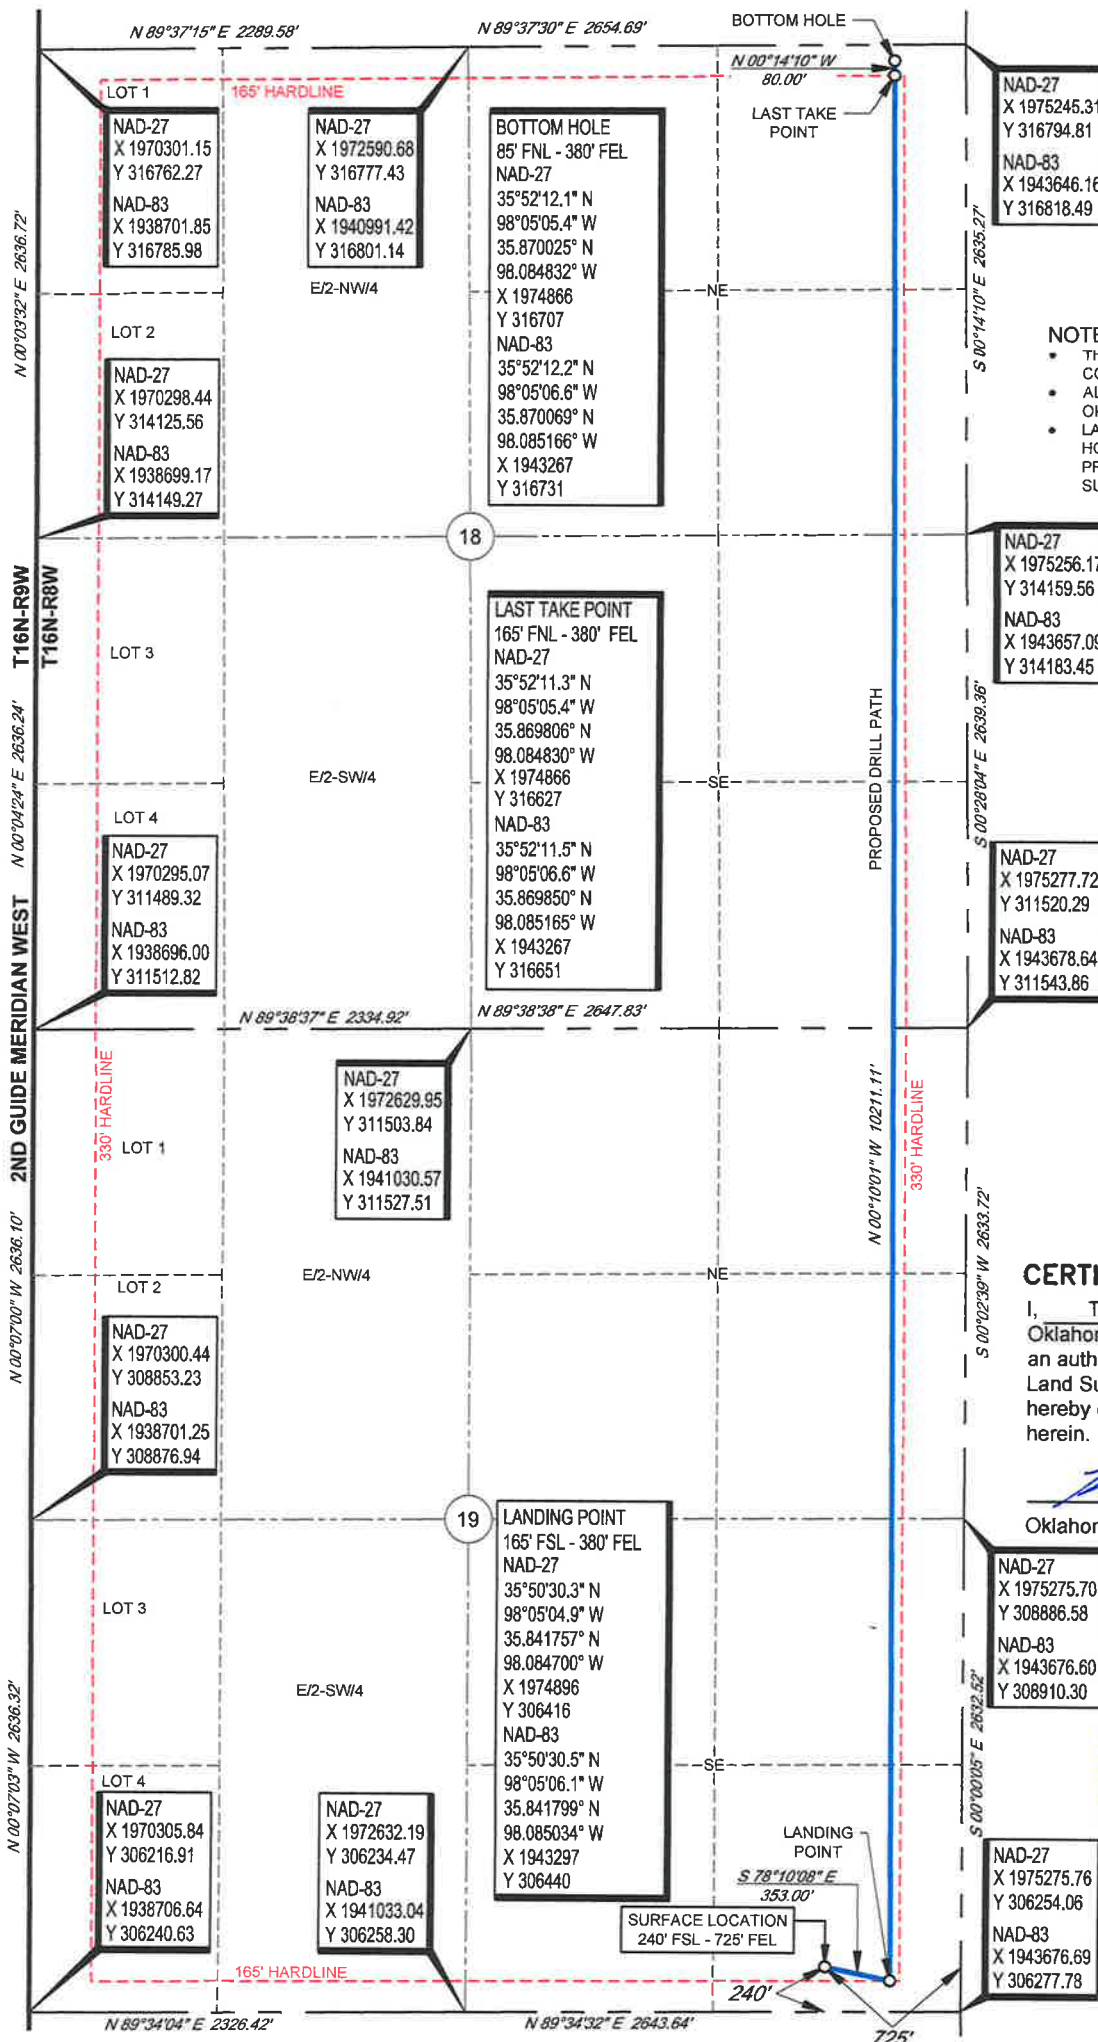 N 89°37'15" E 2289.58'
N 89°37'30" E 2654.69'
BOTTOM HOLE
N 00°14'10" W
80.00'
LAST TAKE
POINT
LOT 1
165' HARDLINE
NAD-27
X 1970301.15
Y 316762.27
NAD-83
X 1938701.85
Y 316785.98
NAD-27
X 1972590.68
Y 316777.43
NAD-83
X 1940991.42
Y 316801.14
BOTTOM HOLE
85' FNL - 380' FEL
NAD-27
35°52'12.1" N
98°05'05.4" W
35.870025° N
98.084832° W
X 1974866
Y 316707
NAD-83
35°52'12.2" N
98°05'06.6" W
35.870069° N
98.085166° W
X 1943267
Y 316731
NAD-27
X 1975245.31
Y 316794.81
NAD-83
X 1943646.16
Y 316818.49
N 00°03'32" E 2636.72'
S 00°14'10" E 2635.27'
E/2-NW/4
NE
LOT 2
NAD-27
X 1970298.44
Y 314125.56
NAD-83
X 1938699.17
Y 314149.27
NOTE
• TH
CO
• AL
OK
• LA
HO
PR
SU
18
T16N-R9W
T16N-R8W
NAD-27
X 1975256.17
Y 314159.56
NAD-83
X 1943657.09
Y 314183.45
LAST TAKE POINT
165' FNL - 380' FEL
NAD-27
35°52'11.3" N
98°05'05.4" W
35.869806° N
98.084830° W
X 1974866
Y 316627
NAD-83
35°52'11.5" N
98°05'06.6" W
35.869850° N
98.085165° W
X 1943267
Y 316651
LOT 3
N 00°04'24" E 2636.24'
PROPOSED DRILL PATH
S 00°28'04" E 2639.36'
E/2-SW/4
SE
LOT 4
NAD-27
X 1970295.07
Y 311489.32
NAD-83
X 1938696.00
Y 311512.82
NAD-27
X 1975277.72
Y 311520.29
NAD-83
X 1943678.64
Y 311543.86
2ND GUIDE MERIDIAN WEST
N 89°38'37" E 2334.92'
N 89°38'38" E 2647.83'
NAD-27
X 1972629.95
Y 311503.84
NAD-83
X 1941030.57
Y 311527.51
330' HARDLINE
LOT 1
N 00°10'01" W 10211.11'
330' HARDLINE
N 00°07'00" W 2636.10'
S 00°02'39" W 2633.72'
E/2-NW/4
NE
LOT 2
NAD-27
X 1970300.44
Y 308853.23
NAD-83
X 1938701.25
Y 308876.94
CERTI
I, T
Oklahom
an auth
Land Su
hereby
herein.
Oklahor
19
LANDING POINT
165' FSL - 380' FEL
NAD-27
35°50'30.3" N
98°05'04.9" W
35.841757° N
98.084700° W
X 1974896
Y 306416
NAD-83
35°50'30.5" N
98°05'06.1" W
35.841799° N
98.085034° W
X 1943297
Y 306440
NAD-27
X 1975275.70
Y 308886.58
NAD-83
X 1943676.60
Y 308910.30
LOT 3
N 00°07'03" W 2636.32'
S 00°00'05" E 2632.52'
E/2-SW/4
SE
LOT 4
NAD-27
X 1970305.84
Y 306216.91
NAD-83
X 1938706.64
Y 306240.63
NAD-27
X 1972632.19
Y 306234.47
NAD-83
X 1941033.04
Y 306258.30
LANDING
POINT
S 78°10'08" E
353.00'
SURFACE LOCATION
240' FSL - 725' FEL
NAD-27
X 1975275.76
Y 306254.06
NAD-83
X 1943676.69
Y 306277.78
165' HARDLINE
240'
N 89°34'04" E 2326.42'
N 89°34'32" E 2643.64'
725'